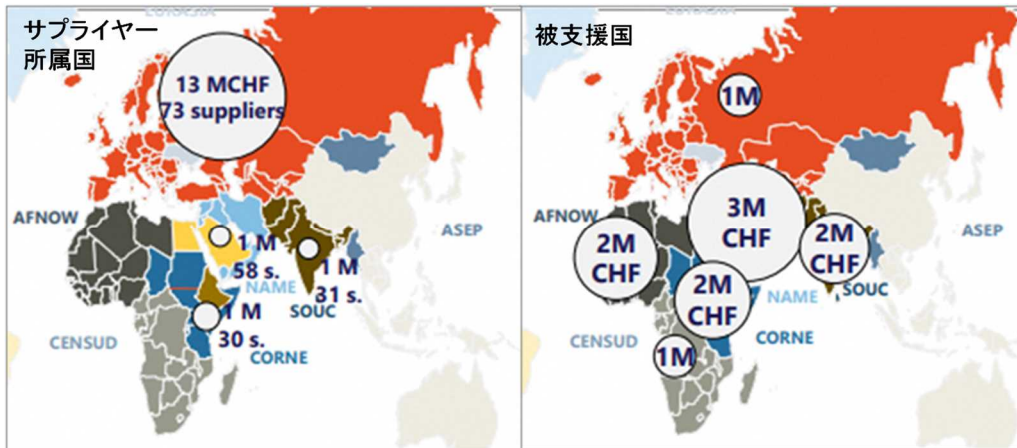 EURASIA
サプライヤー
所属国
13 MCHF
73 suppliers
AFNOW
ASEP
1 M
58 s.
NAME
1 M
31 s.
SOUC
1 M
30 s.
CENSUD
CORNE
EURASIA
被支援国
1M
AFNOW
3M
CHF
2M
CHF
2M
CHF
ASEP
2M
CHF
NAME
SOUC
CENSUD
CORNE
1M